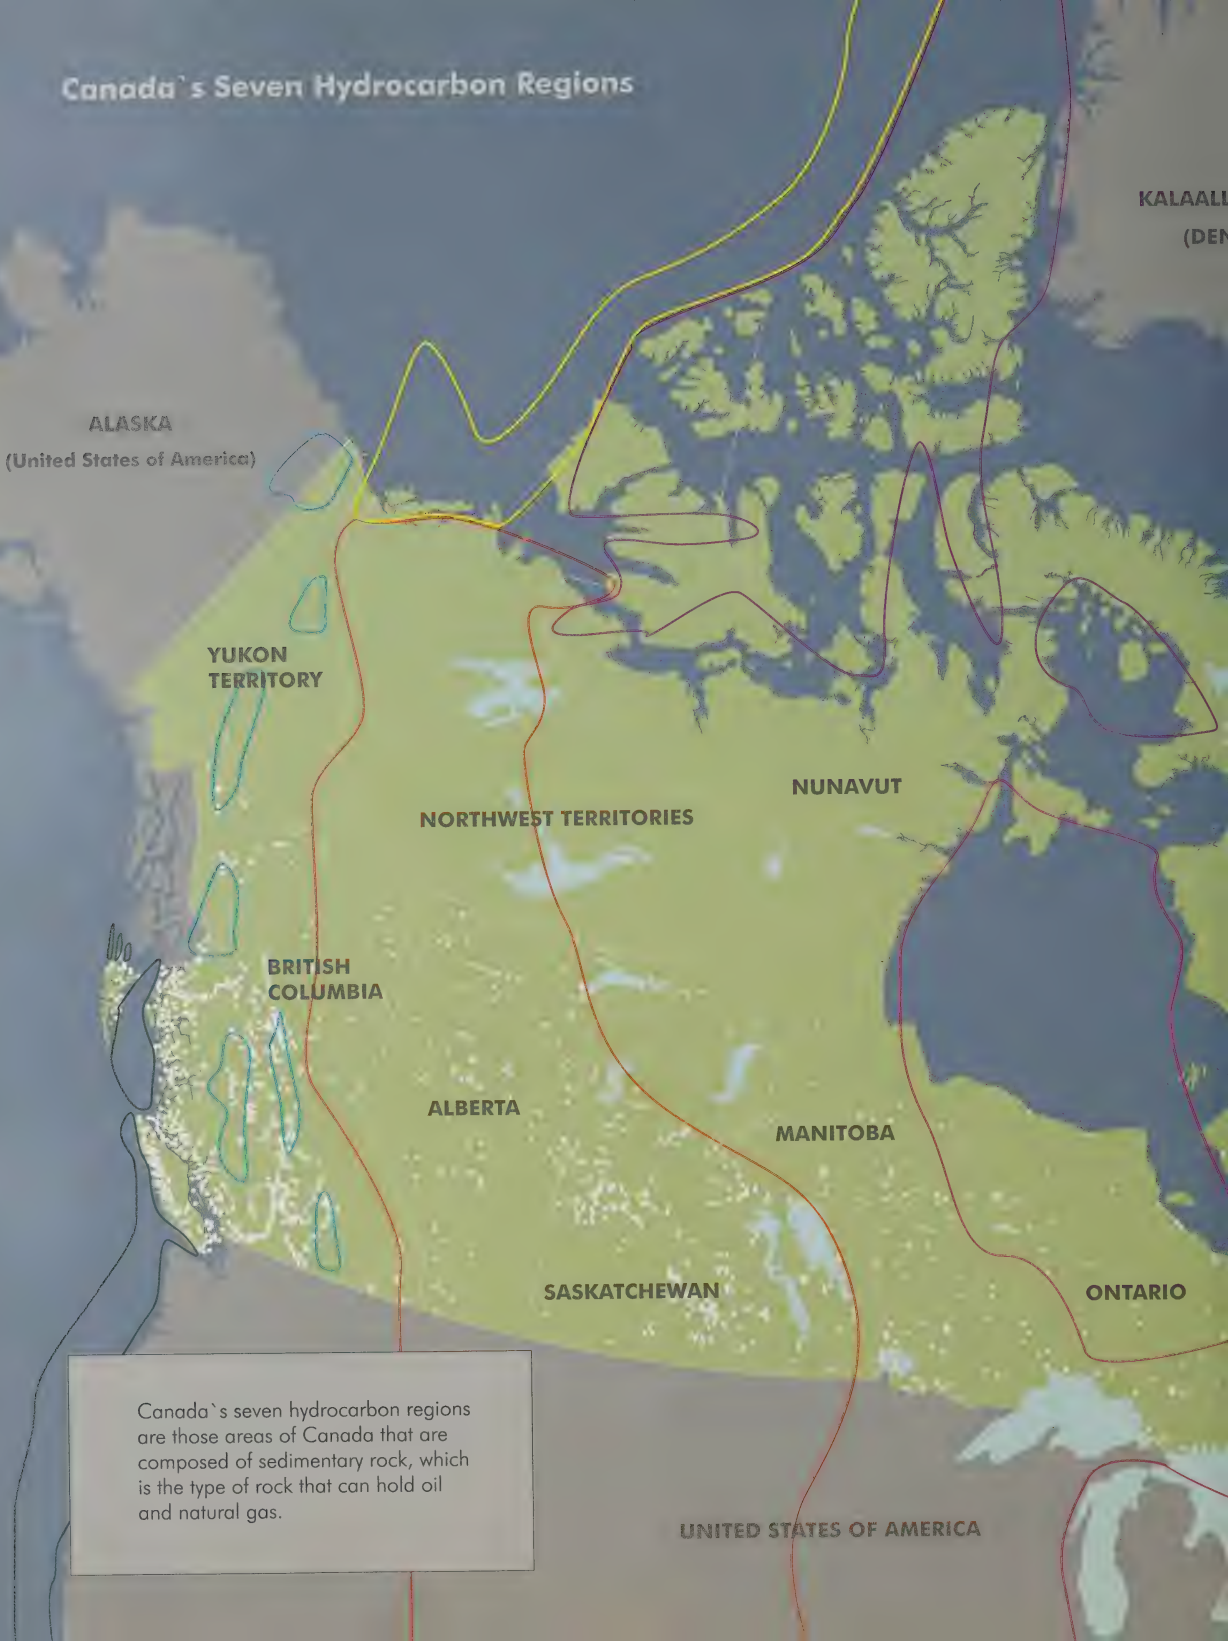 Canada`s Seven Hydrocarbon Regions
KALAALL
(DEN
ALASKA
(United States of America)
YUKON
TERRITORY
NUNAVUT
NORTHWEST TERRITORIES
BRITISH
COLUMBIA
ALBERTA
MANITOBA
SASKATCHEWAN
ONTARIO
Canada`s seven hydrocarbon regions
are those areas of Canada that are
composed of sedimentary rock, which
is the type of rock that can hold oil
and natural gas.
UNITED STATES OF AMERICA